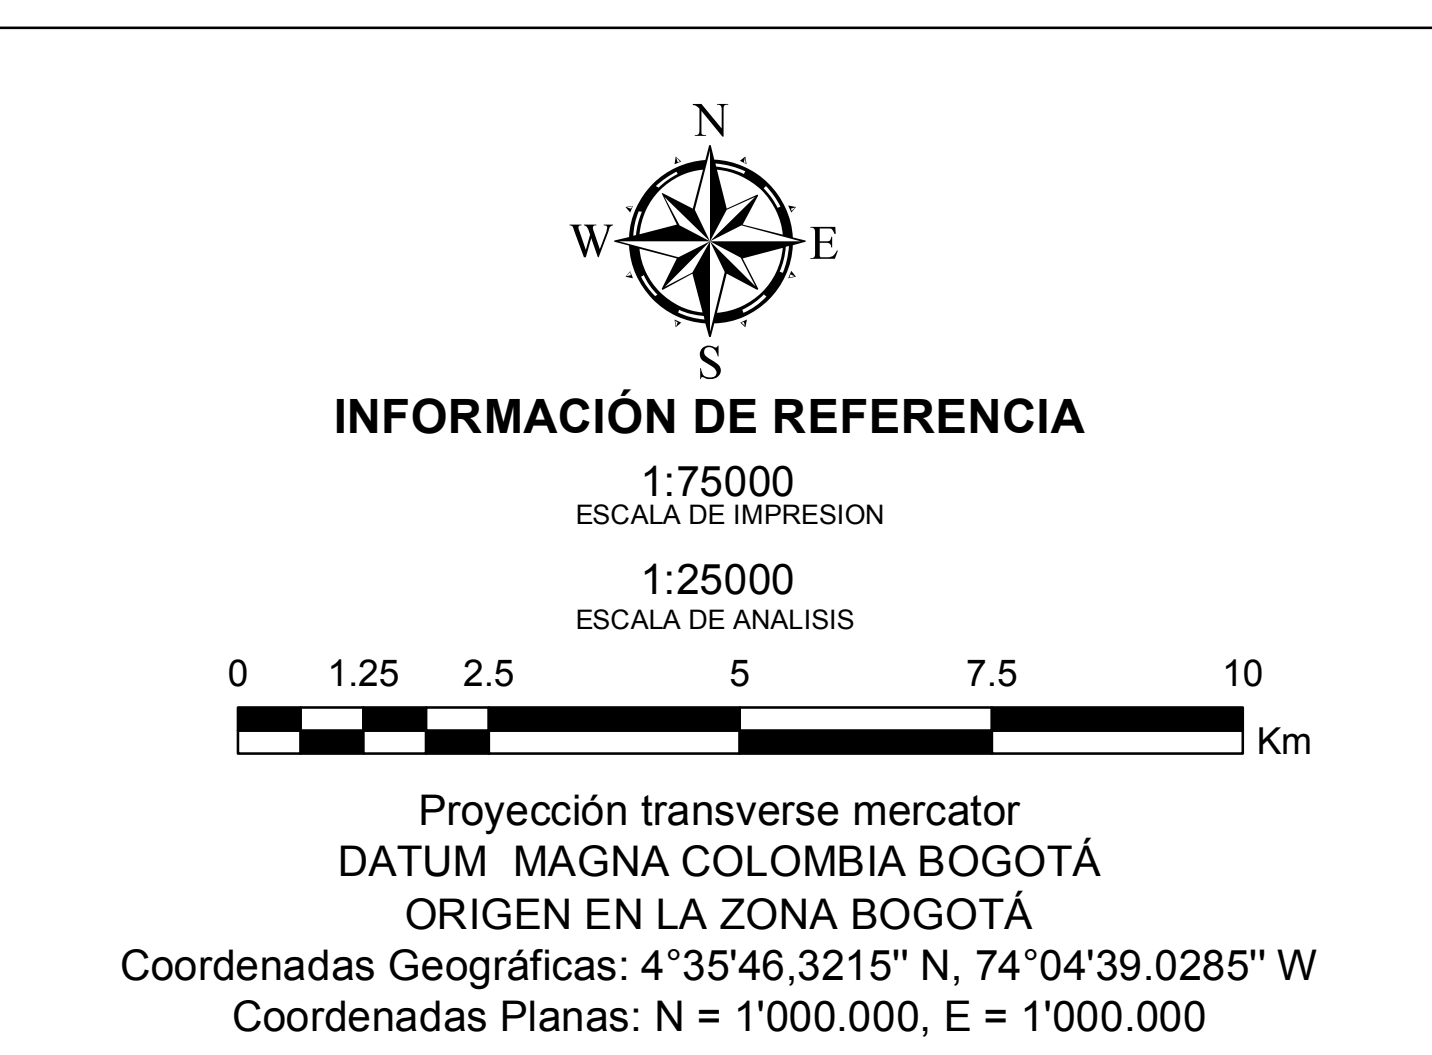 N
W E
S
INFORMACIÓN DE REFERENCIA
1:75000
ESCALA DE IMPRESION
1:25000
ESCALA DE ANALISIS
0 1.25 2.5 5 7.5 10
Km
Proyección transverse mercator
DATUM MAGNA COLOMBIA BOGOTÁ
ORIGEN EN LA ZONA BOGOTÁ
Coordenadas Geográficas: 4°35'46,3215" N, 74°04'39.0285" W
Coordenadas Planas: N = 1'000.000, E = 1'000.000